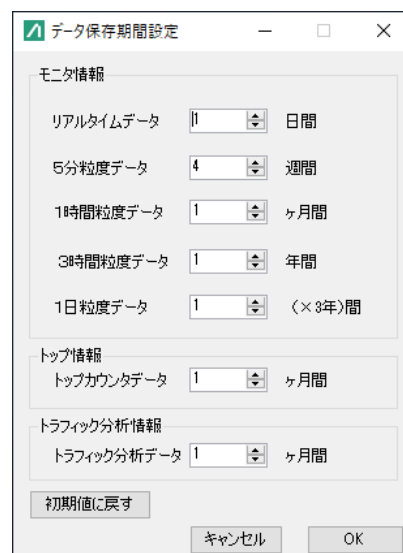 データ保存期間設定
モニタ情報
リアルタイムデータ 1 日間
5分粒度データ 4 週間
1時間粒度データ 1 ヶ月間
3時間粒度データ 1 年間
1日粒度データ 1 (×3年)間
トップ情報
トップカウンタデータ 1 ヶ月間
トラフィック分析情報
トラフィック分析データ 1 ヶ月間
初期値に戻す
キャンセル OK